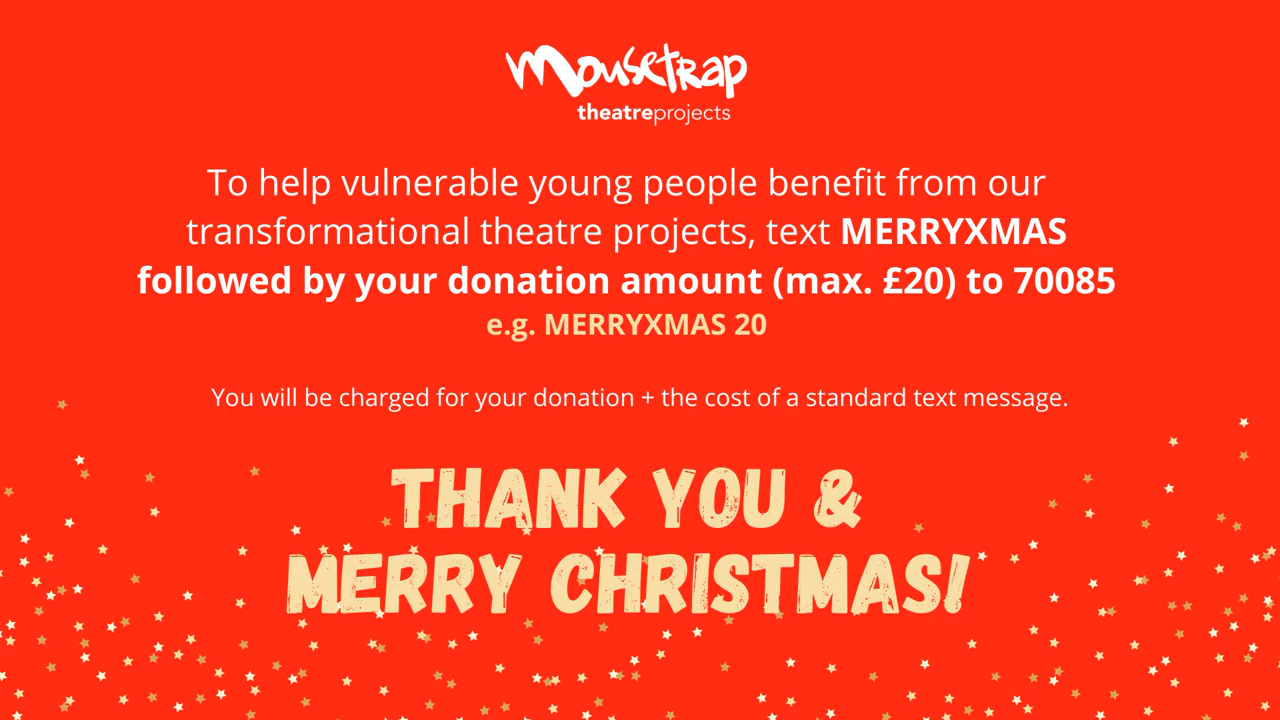 Mousetrap
theatreprojects
To help vulnerable young people benefit from our
transformational theatre projects, text MERRYXMAS
followed by your donation amount (max. £20) to 70085
e.g. MERRYXMAS 20
You will be charged for your donation + the cost of a standard text message.
THANK YOU &
MERRY CHRISTMAS!